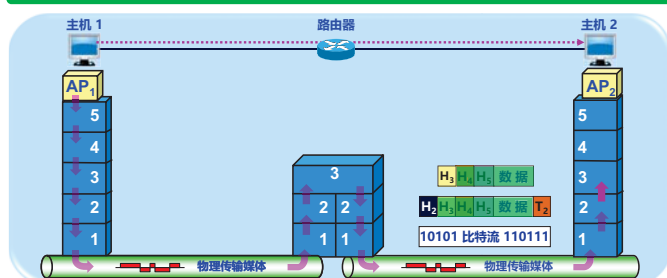 主机 1 路由器 主机 2
AP₁ AP₂
5 5
4 4
3 3 H₃ H₄ H₅ 数据 3
2 2 2 H₂ H₃ H₄ H₅ 数据 T₂ 2
1 1 1 10101 比特流 110111 1
物理传输媒体 物理传输媒体